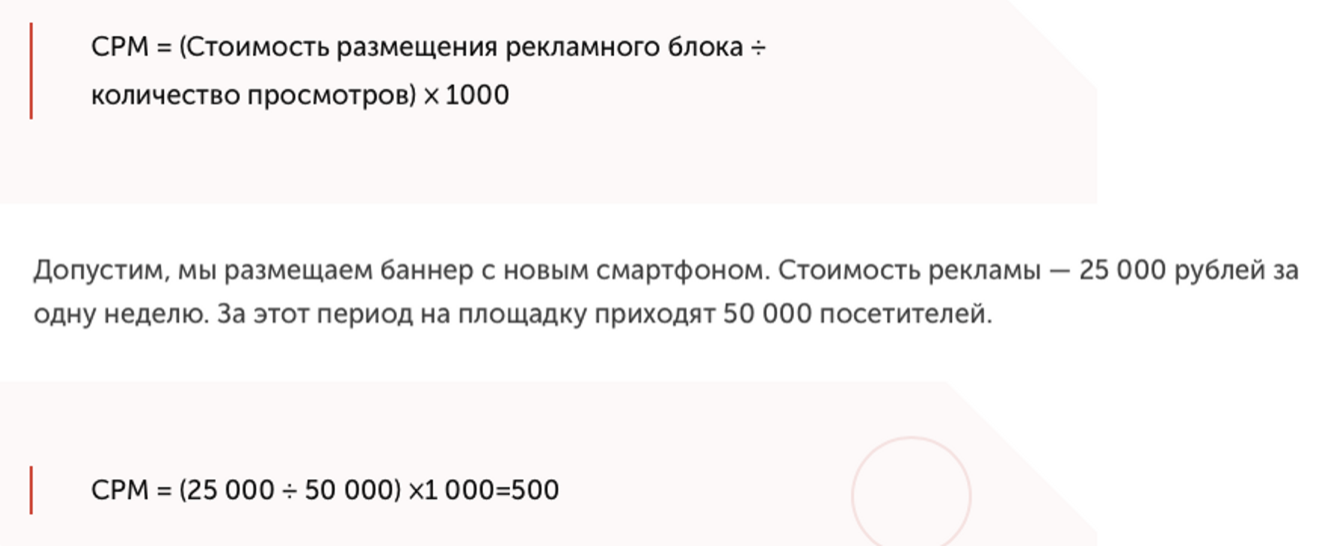 CPM = (Стоимость размещения рекламного блока ÷
количество просмотров) × 1000
Допустим, мы размещаем баннер с новым смартфоном. Стоимость рекламы — 25 000 рублей за
одну неделю. За этот период на площадку приходят 50 000 посетителей.
CPM = (25 000 ÷ 50 000) ×1 000=500